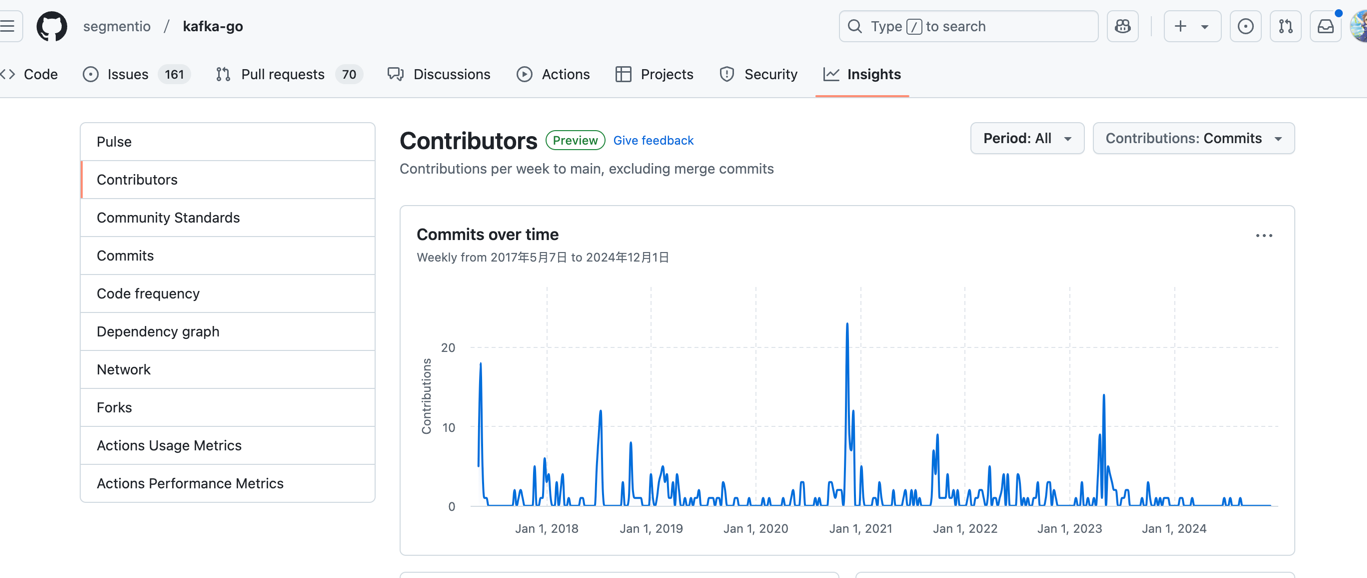 segmentio / kafka-go
Type / to search
Code
Issues 161
Pull requests 70
Discussions
Actions
Projects
Security
Insights
Pulse
Contributors
Community Standards
Commits
Code frequency
Dependency graph
Network
Forks
Actions Usage Metrics
Actions Performance Metrics
Contributors Preview Give feedback
Period: All
Contributions: Commits
Contributions per week to main, excluding merge commits
Commits over time
Weekly from 2017年5月7日 to 2024年12月1日
Contributions
20
10
0
Jan 1, 2018
Jan 1, 2019
Jan 1, 2020
Jan 1, 2021
Jan 1, 2022
Jan 1, 2023
Jan 1, 2024